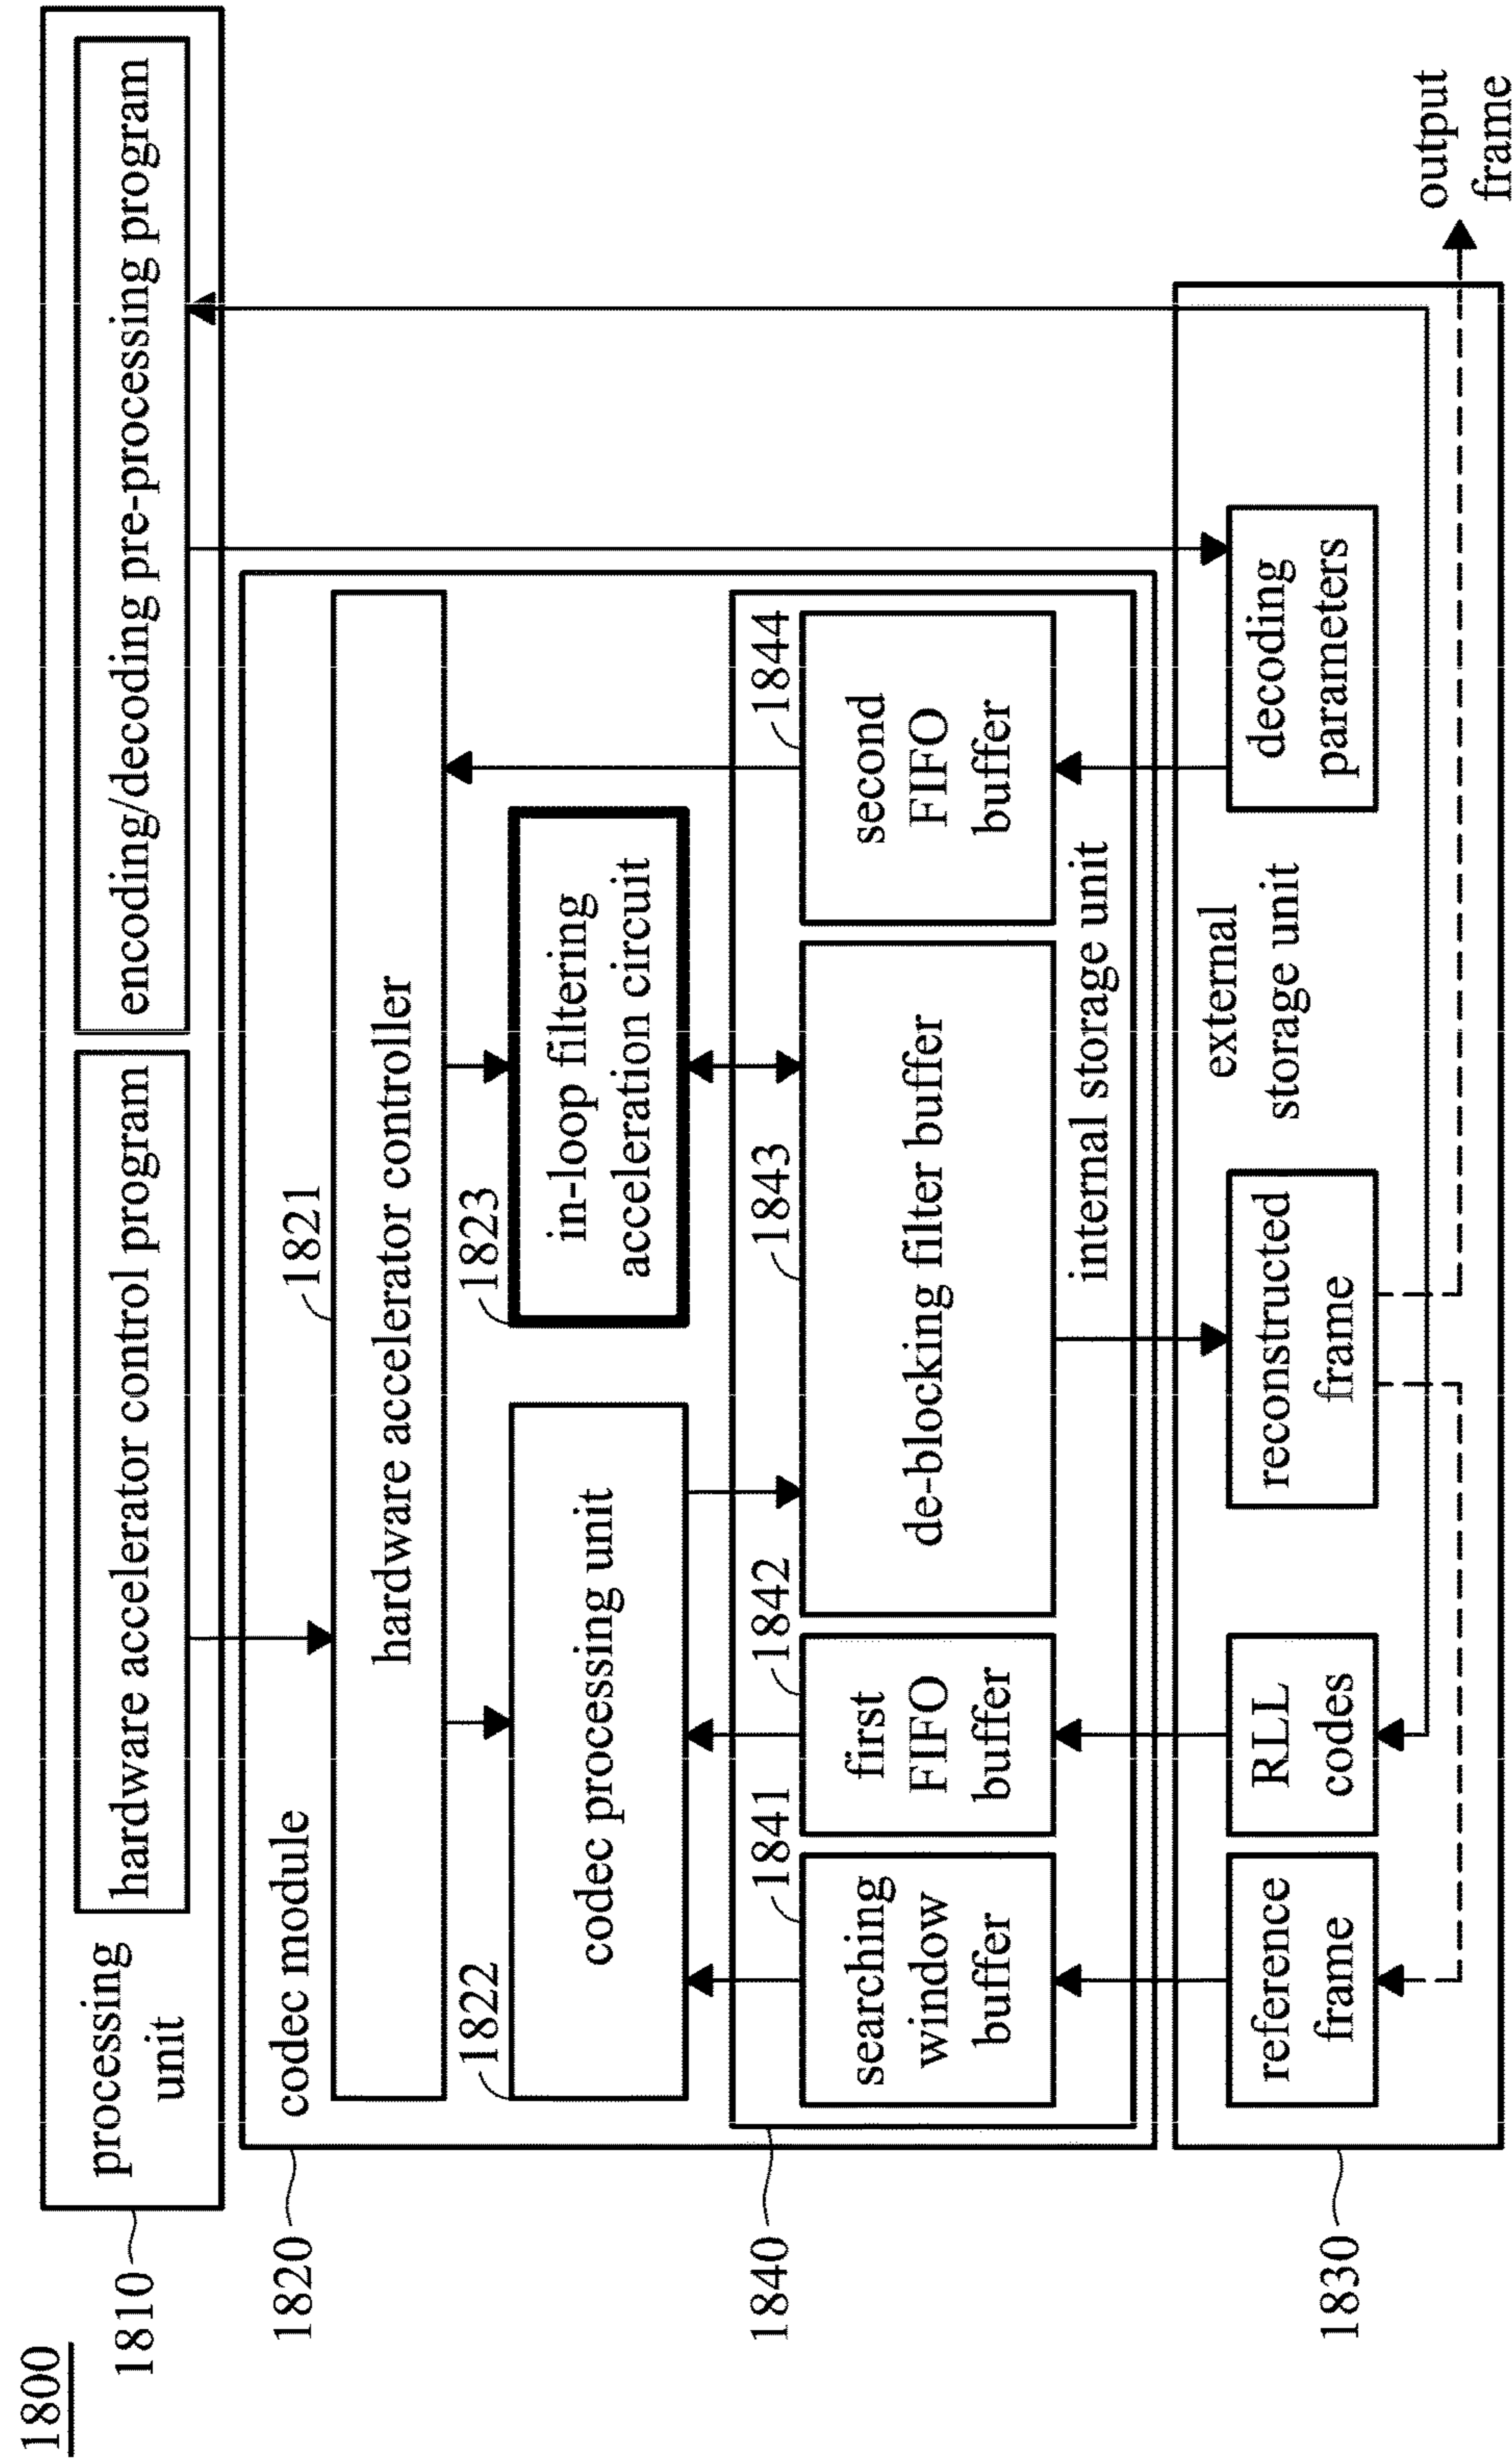 1800
1810
processing
unit
hardware accelerator control program
encoding/decoding pre-processing program
1820
codec module
1821
hardware accelerator controller
1822
codec processing unit
1823
in-loop filtering
acceleration circuit
1840
1841
searching
window
buffer
1842
first
FIFO
buffer
1843
de-blocking filter buffer
1844
second
FIFO
buffer
internal storage unit
1830
reference
frame
RLL
codes
reconstructed
frame
external
storage unit
decoding
parameters
output
frame